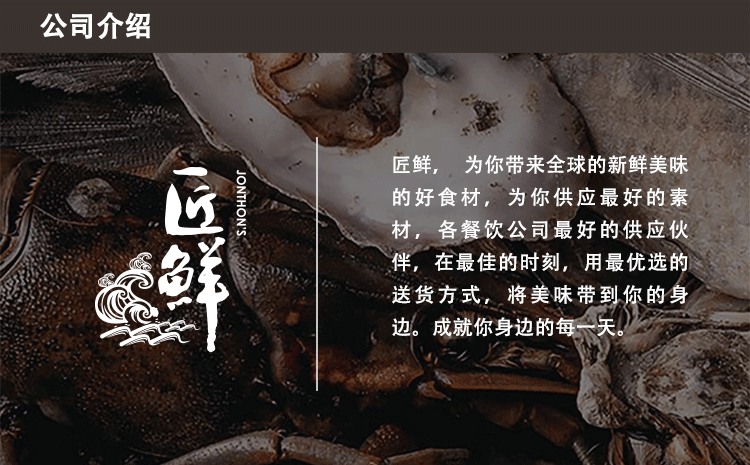 公司介绍
匠鲜
JONTHON'S
匠鲜， 为你带来全球的新鲜美味
的好食材，为你供应最好的素
材，各餐饮公司最好的供应伙
伴，在最佳的时刻，用最优选的
送货方式，将美味带到你的身
边。成就你身边的每一天。